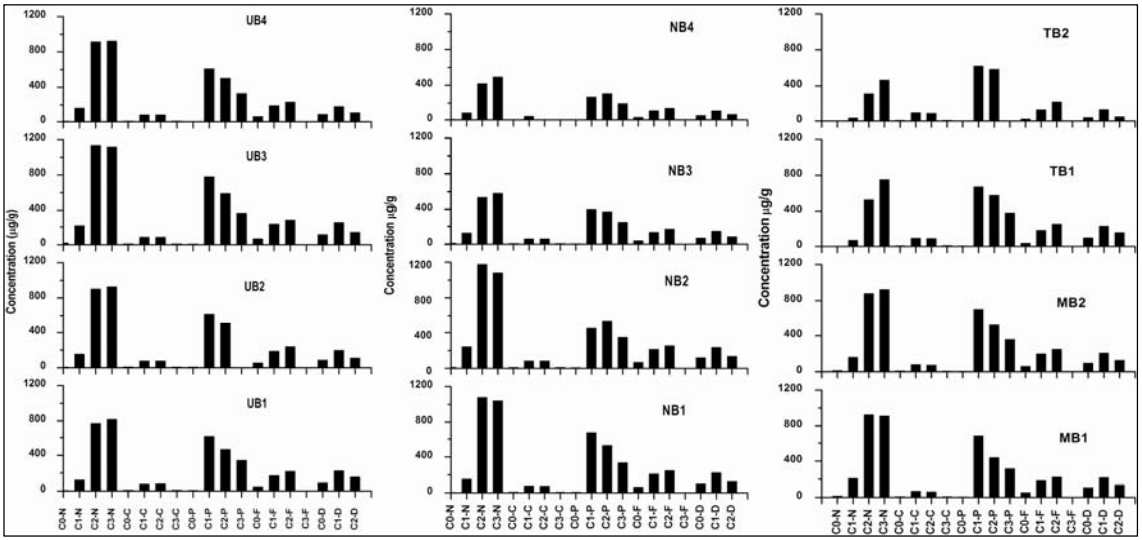 Concentration (µg/g)
1200
800
400
0
UB4
1200
800
400
0
UB3
1200
800
400
0
UB2
1200
800
400
0
UB1
C0-N
C1-N
C2-N
C3-N
C0-C
C1-C
C2-C
C3-C
C0-P
C1-P
C2-P
C3-P
C0-F
C1-F
C2-F
C3-F
C0-D
C1-D
C2-D
Concentration µg/g
1200
800
400
0
NB4
1200
800
400
0
NB3
1200
800
400
0
NB2
1200
800
400
0
NB1
C0-N
C1-N
C2-N
C3-N
C0-C
C1-C
C2-C
C3-C
C0-P
C1-P
C2-P
C3-P
C0-F
C1-F
C2-F
C3-F
C0-D
C1-D
C2-D
Concentration µg/g
1200
800
400
0
TB2
1200
800
400
0
TB1
1200
800
400
0
MB2
1200
800
400
0
MB1
C0-N
C1-N
C2-N
C3-N
C0-C
C1-C
C2-C
C3-C
C0-P
C1-P
C2-P
C3-P
C0-F
C1-F
C2-F
C3-F
C0-D
C1-D
C2-D